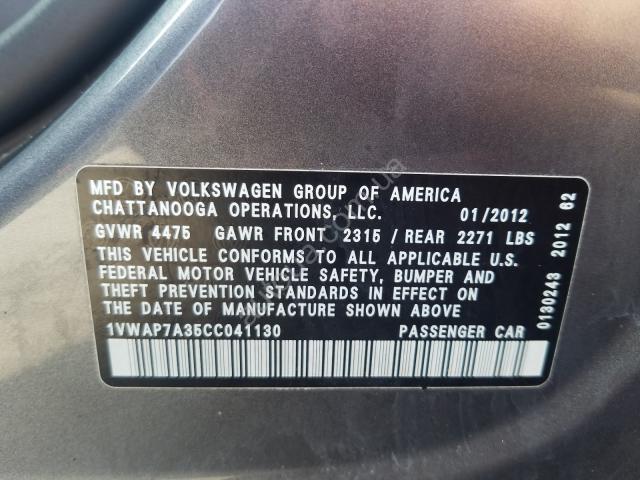 MFD BY VOLKSWAGEN GROUP OF AMERICA
CHATTANOOGA OPERATIONS, LLC. 01/2012
GVWR 4475 GAWR FRONT 2315 / REAR 2271 LBS
THIS VEHICLE CONFORMS TO ALL APPLICABLE U.S.
FEDERAL MOTOR VEHICLE SAFETY, BUMPER AND
THEFT PREVENTION STANDARDS IN EFFECT ON
THE DATE OF MANUFACTURE SHOWN ABOVE
1VWAP7A35CC041130 PASSENGER CAR
0130243 2012 62